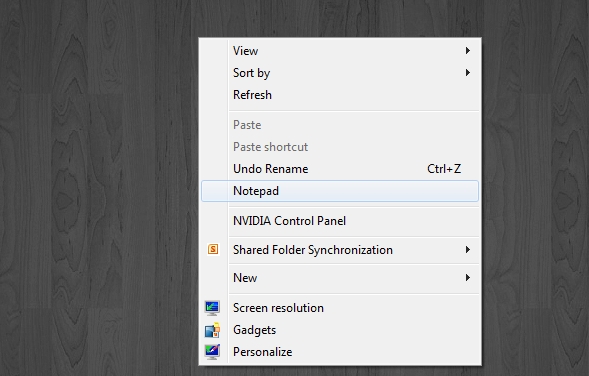 View
Sort by
Refresh
Paste
Paste shortcut
Undo Rename Ctrl+Z
Notepad
NVIDIA Control Panel
S Shared Folder Synchronization
New
Screen resolution
Gadgets
Personalize